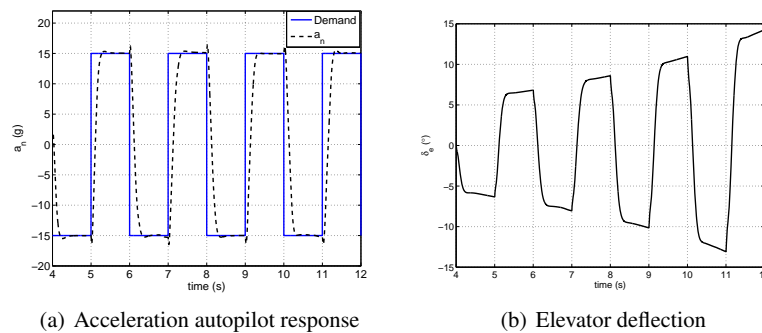 20
15
10
5
0
−5
−10
−15
−20
a_n (g)
4 5 6 7 8 9 10 11 12
time (s)
Demand
a_n
(a) Acceleration autopilot response
15
10
5
0
−5
−10
−15
δ_e (°)
4 5 6 7 8 9 10 11 12
time (s)
(b) Elevator deflection